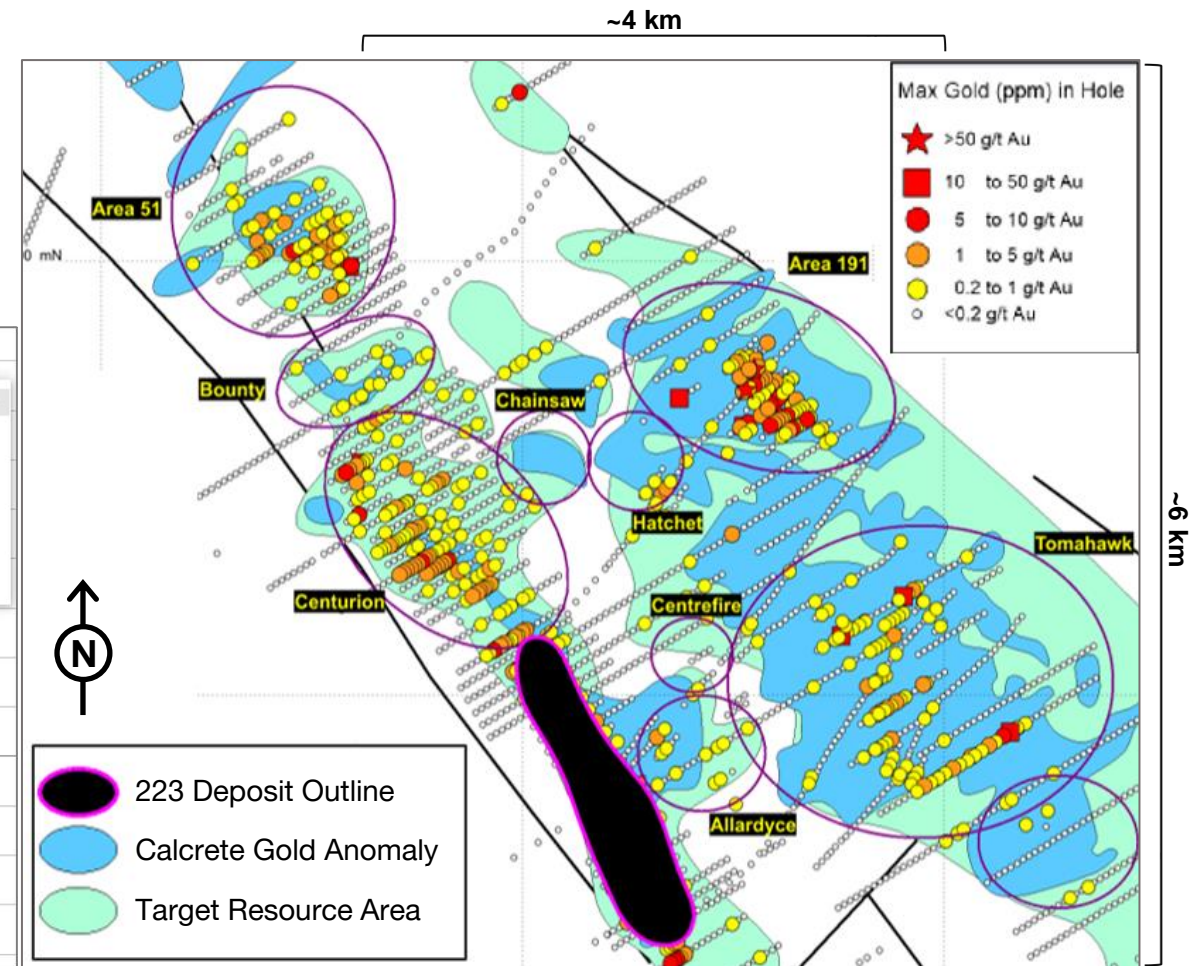 ~4 km
Max Gold (ppm) in Hole
>50 g/t Au
10 to 50 g/t Au
5 to 10 g/t Au
1 to 5 g/t Au
0.2 to 1 g/t Au
<0.2 g/t Au
Area 51
0 mN
Area 191
Bounty
Chainsaw
Hatchet
~6 km
Tomahawk
Centurion
Centrefire
N
Allardyce
223 Deposit Outline
Calcrete Gold Anomaly
Target Resource Area